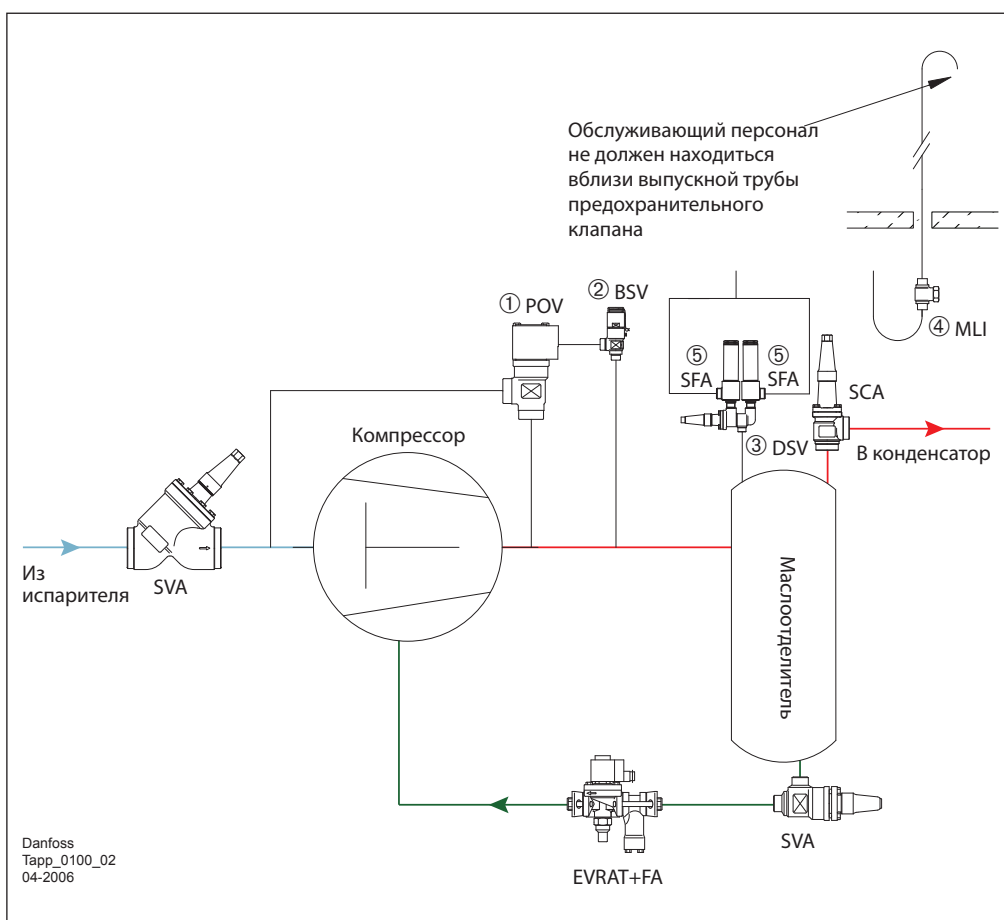 Обслуживающий персонал
не должен находиться
вблизи выпускной трубы
предохранительного
клапана
① POV
② BSV
④ MLI
⑤
SFA
⑤
SFA
SCA
Компрессор
③ DSV
В конденсатор
Из
испарителя
SVA
Маслоотделитель
SVA
EVRAT+FA
Danfoss
Tapp_0100_02
04-2006